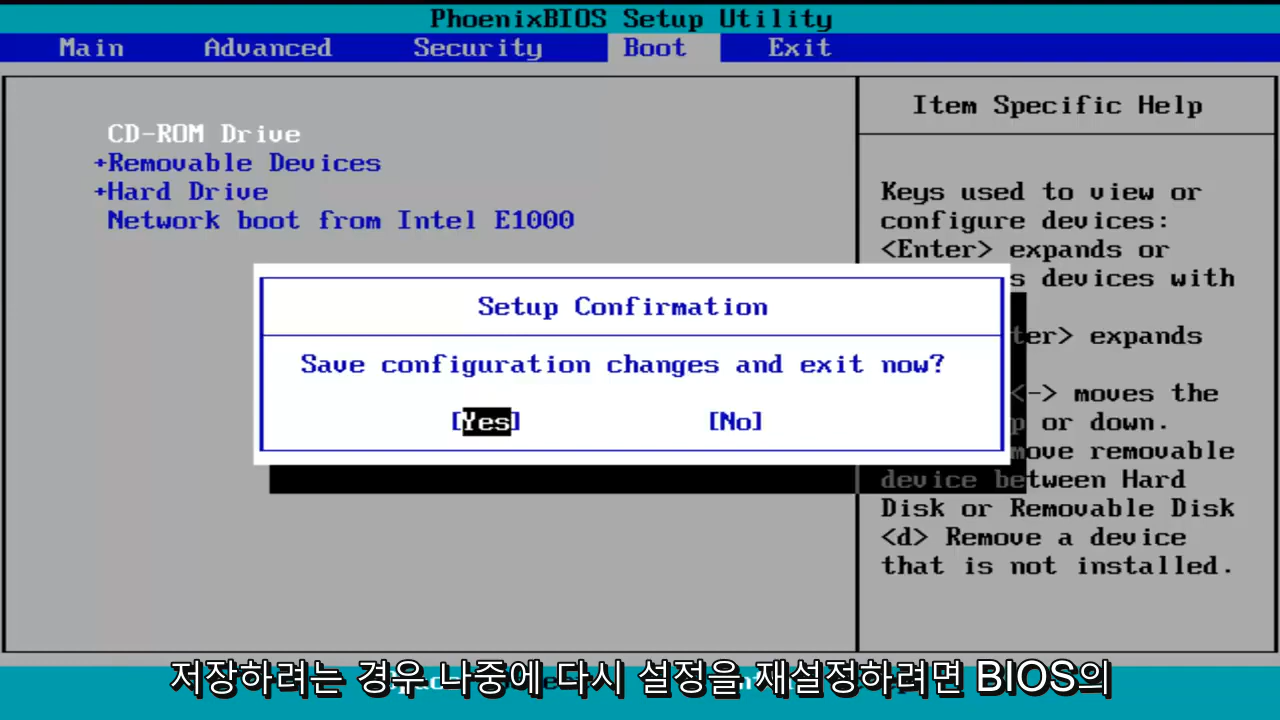 PhoenixBIOS Setup Utility
Main Advanced Security Boot Exit
CD-ROM Drive
+Removable Devices
+Hard Drive
Network boot from Intel E1000
Setup Confirmation
Save configuration changes and exit now?
[Yes] [No]
Item Specific Help
Keys used to view or
configure devices:
<Enter> expands or
devices with
expands
<-> moves the
or down.
removable
device between Hard
Disk or Removable Disk
<d> Remove a device
that is not installed.
저장하려는 경우 나중에 다시 설정을 재설정하려면 BIOS의